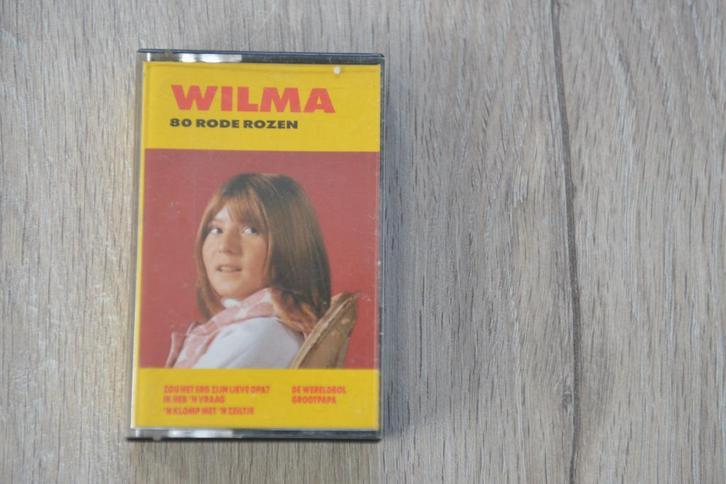 WILMA
80 RODE ROZEN
ZOU HET ERG ZIJN LIEVE OPA?
IK HEB 'N VRAAG
'N KLOMP MET 'N ZEILTJE
DE WERELDBOL
GROOTPAPA